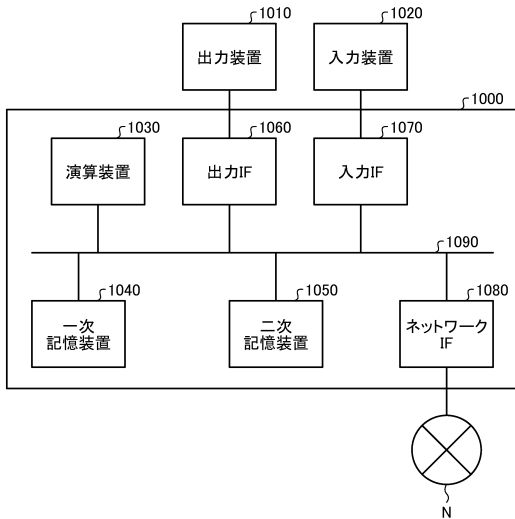 1010
1020
出力装置
入力装置
1000
1030
1060
1070
演算装置
出力IF
入力IF
1090
1040
1050
1080
一次
記憶装置
二次
記憶装置
ネットワーク
IF
N